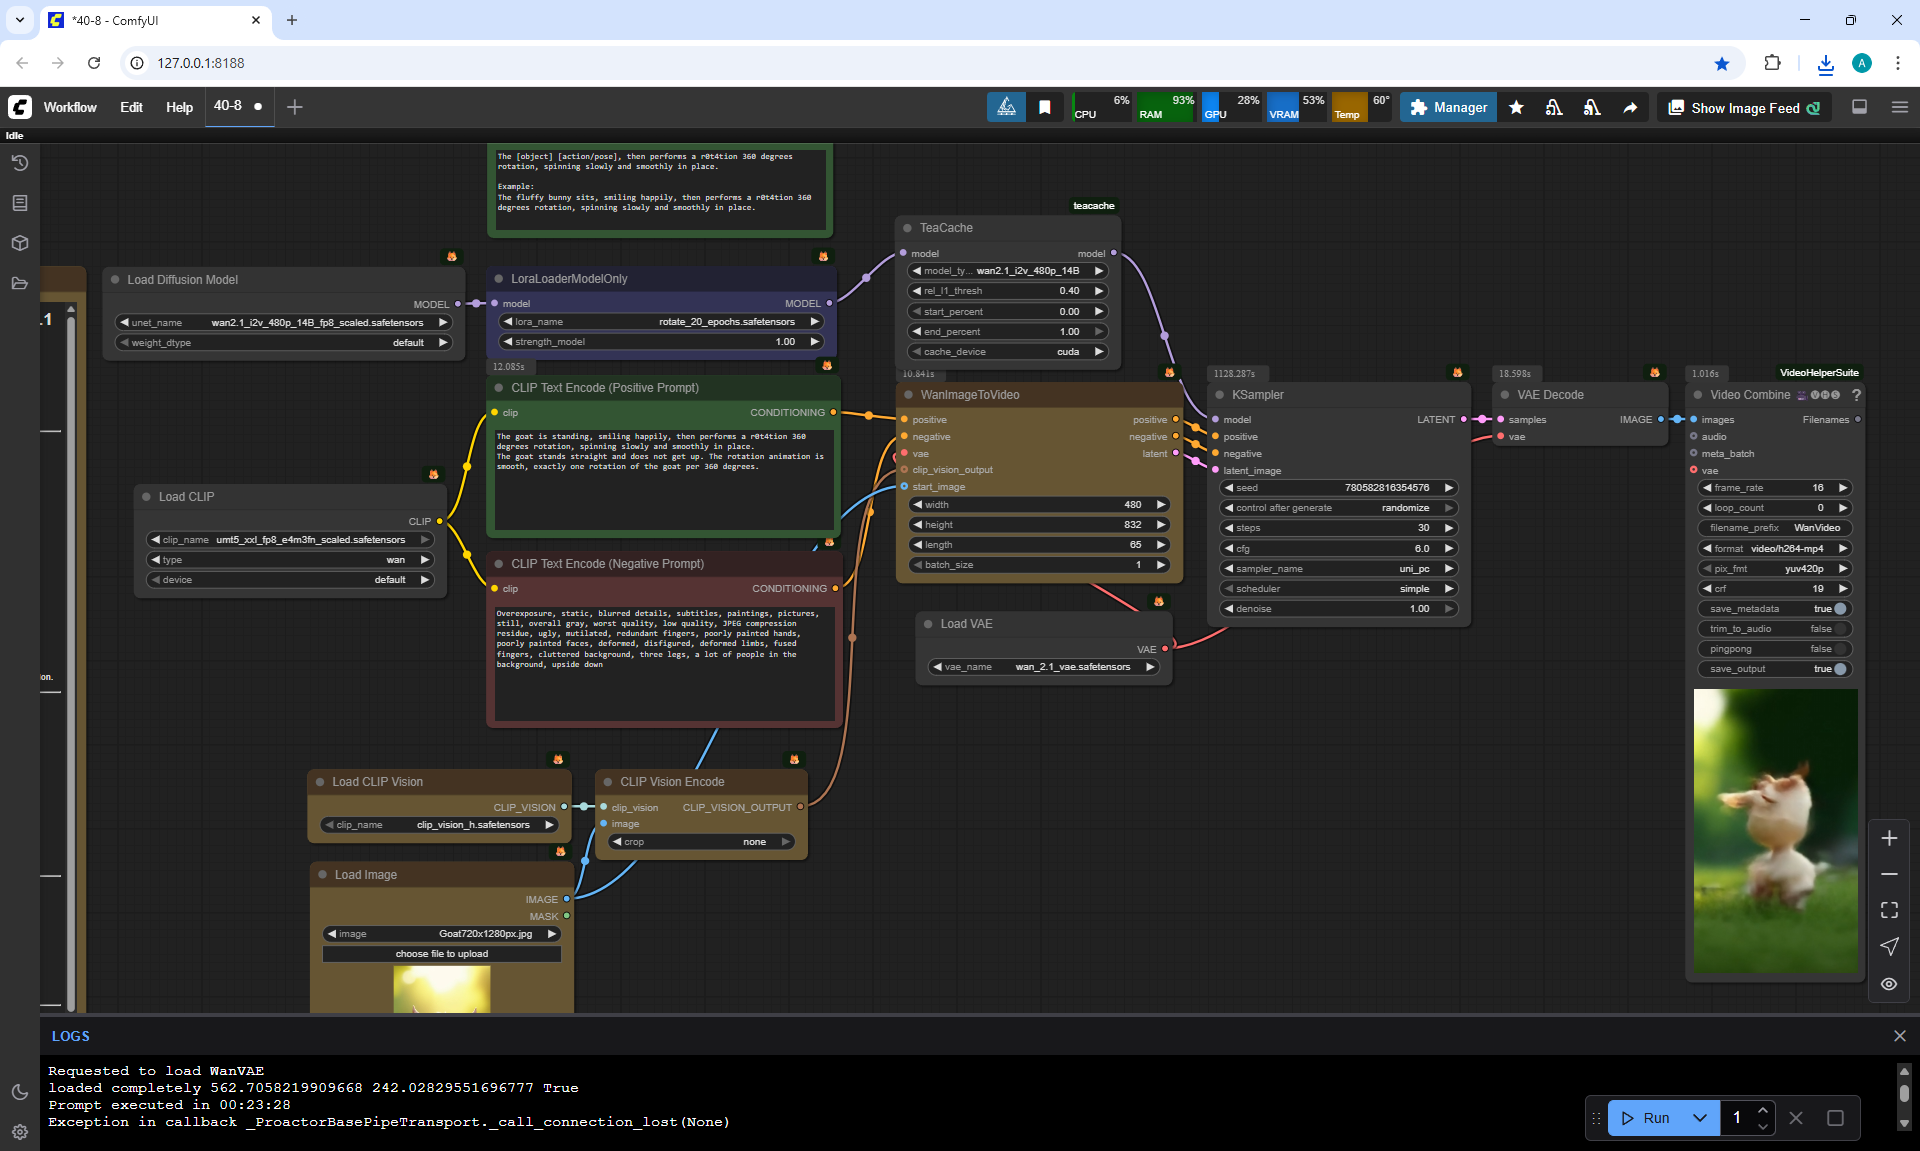 *40-8 - ComfyUI
127.0.0.1:8188
Workflow
Edit
Help
40-8
CPU
6%
RAM
93%
GPU
28%
VRAM
53%
Temp
60°
Manager
Show Image Feed
A
Idle
The [object] [action/pose], then performs a r0t4tion 360 degrees
rotation, spinning slowly and smoothly in place.
Example:
The fluffy bunny sits, smiling happily, then performs a r0t4tion 360
degrees rotation, spinning slowly and smoothly in place.
.1
on.
Load Diffusion Model
MODEL
unet_name wan2.1_i2v_480p_14B_fp8_scaled.safetensors
weight_dtype default
LoraLoaderModelOnly
model MODEL
lora_name rotate_20_epochs.safetensors
strength_model 1.00
teacache
TeaCache
model model
model_ty... wan2.1_i2v_480p_14B
rel_l1_thresh 0.40
start_percent 0.00
end_percent 1.00
cache_device cuda
12.085s
CLIP Text Encode (Positive Prompt)
clip CONDITIONING
The goat is standing, smiling happily, then performs a r0t4tion 360
degrees rotation, spinning slowly and smoothly in place.
The goat stands straight and does not get up. The rotation animation is
smooth, exactly one rotation of the goat per 360 degrees.
Load CLIP
CLIP
clip_name umt5_xxl_fp8_e4m3fn_scaled.safetensors
type wan
device default
CLIP Text Encode (Negative Prompt)
clip CONDITIONING
Overexposure, static, blurred details, subtitles, paintings, pictures,
still, overall gray, worst quality, low quality, JPEG compression
residue, ugly, mutilated, redundant fingers, poorly painted hands,
poorly painted faces, deformed, disfigured, deformed limbs, fused
fingers, cluttered background, three legs, a lot of people in the
background, upside down
10.841s
WanImageToVideo
positive positive
negative negative
vae latent
clip_vision_output
start_image
width 480
height 832
length 65
batch_size 1
Load VAE
VAE
vae_name wan_2.1_vae.safetensors
1128.287s
KSampler
model LATENT
positive
negative
latent_image
seed 780582816354576
control after generate randomize
steps 30
cfg 6.0
sampler_name uni_pc
scheduler simple
denoise 1.00
18.598s
VAE Decode
samples IMAGE
vae
1.016s
VideoHelperSuite
Video Combine VHS ?
images Filenames
audio
meta_batch
vae
frame_rate 16
loop_count 0
filename_prefix WanVideo
format video/h264-mp4
pix_fmt yuv420p
crf 19
save_metadata true
trim_to_audio false
pingpong false
save_output true
Load CLIP Vision
CLIP_VISION
clip_name clip_vision_h.safetensors
CLIP Vision Encode
clip_vision CLIP_VISION_OUTPUT
image
crop none
Load Image
IMAGE
MASK
image Goat720x1280px.jpg
choose file to upload
LOGS
Requested to load WanVAE
loaded completely 562.7058219909668 242.02829551696777 True
Prompt executed in 00:23:28
Exception in callback _ProactorBasePipeTransport._call_connection_lost(None)
Run
1